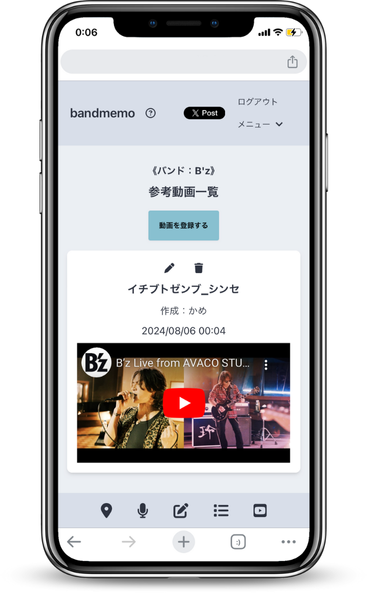 0:06
bandmemo
X Post
ログアウト
メニュー
《バンド：B'z》
参考動画一覧
動画を登録する
イチブトゼンブ_シンセ
作成：かめ
2024/08/06 00:04
B'z
B'z Live from AVACO STU...
:)